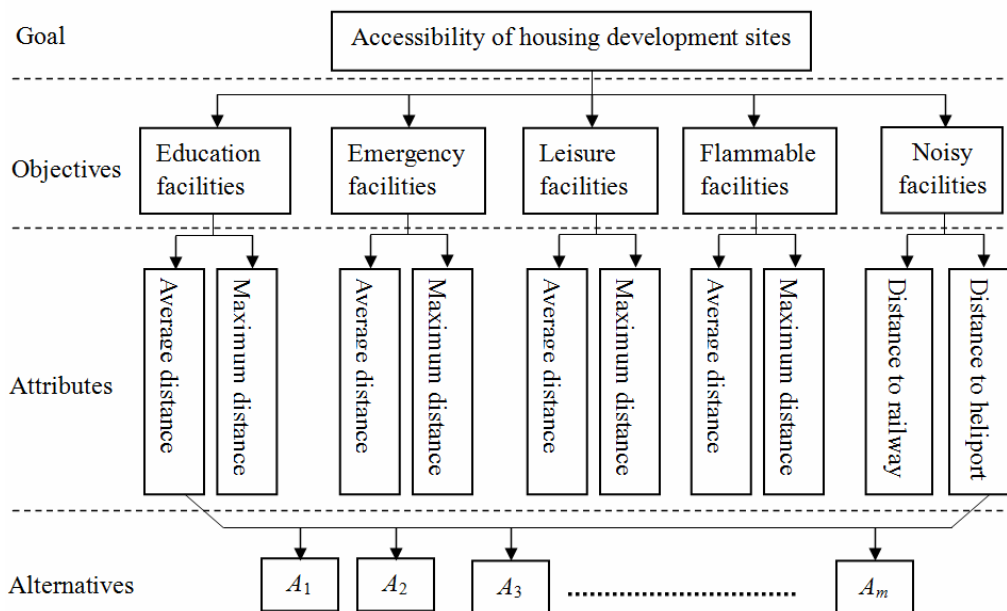 Goal
Accessibility of housing development sites
Objectives
Education
facilities
Emergency
facilities
Leisure
facilities
Flammable
facilities
Noisy
facilities
Attributes
Average distance
Maximum distance
Average distance
Maximum distance
Average distance
Maximum distance
Average distance
Maximum distance
Distance to railway
Distance to heliport
Alternatives
A1
A2
A3
Am